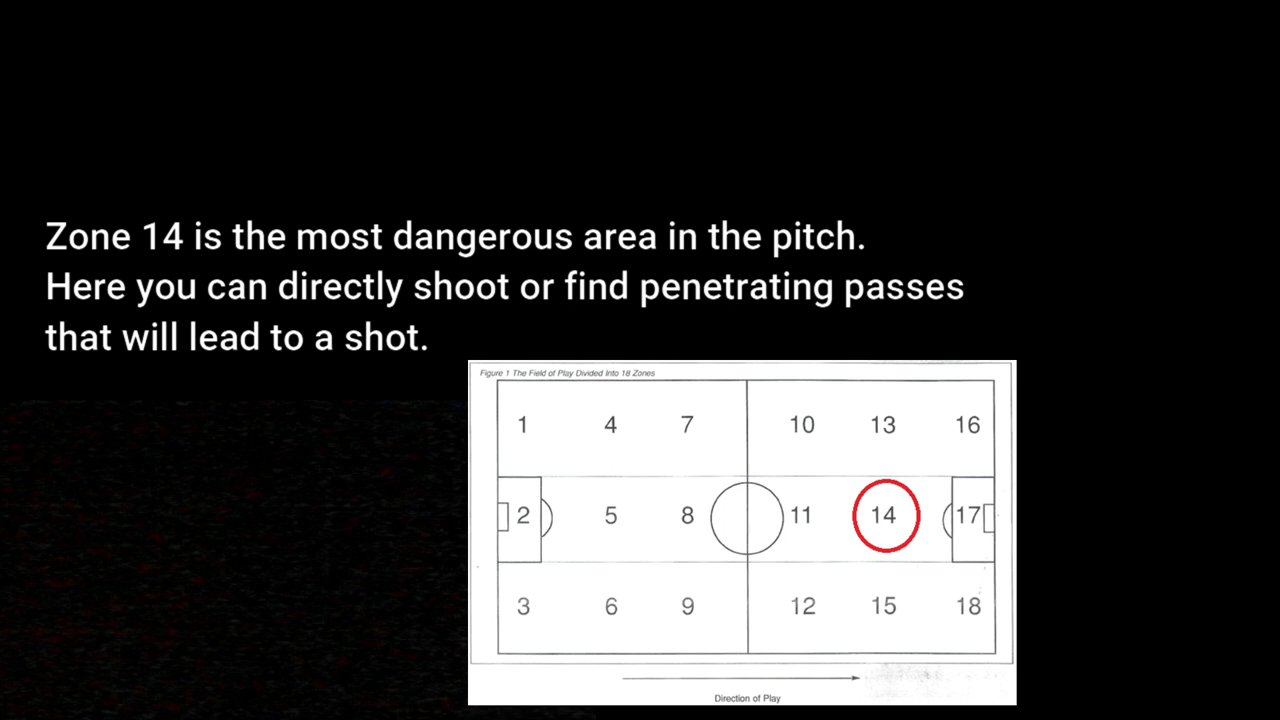 Zone 14 is the most dangerous area in the pitch.
Here you can directly shoot or find penetrating passes
that will lead to a shot.
Figure 1 The Field of Play Divided Into 18 Zones
1 4 7 10 13 16
2 5 8 11 14 17
3 6 9 12 15 18
Direction of Play